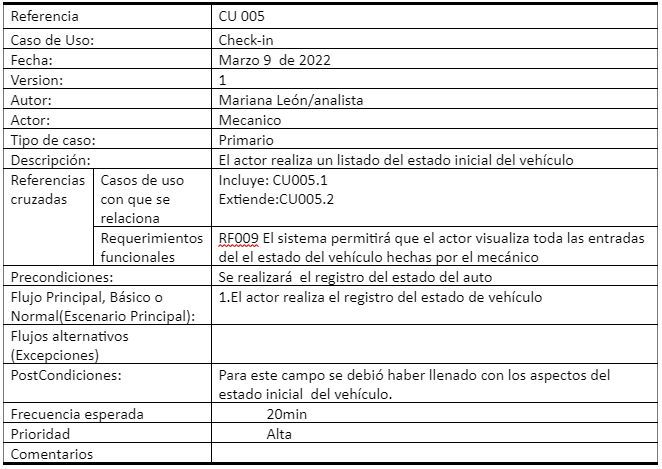 Referencia CU 005
Caso de Uso: Check-in
Fecha: Marzo 9 de 2022
Version: 1
Autor: Mariana León/analista
Actor: Mecanico
Tipo de caso: Primario
Descripción: El actor realiza un listado del estado inicial del vehículo
Referencias
cruzadas
Casos de uso
con que se
relaciona
Incluye: CU005.1
Extiende:CU005.2
Requerimientos
funcionales
RF009 El sistema permitirá que el actor visualiza toda las entradas
del el estado del vehículo hechas por el mecánico
Precondiciones: Se realizará el registro del estado del auto
Flujo Principal, Básico o
Normal(Escenario Principal):
1.El actor realiza el registro del estado de vehículo
Flujos alternativos
(Excepciones)
PostCondiciones:
Para este campo se debió haber llenado con los aspectos del
estado inicial del vehículo.
Frecuencia esperada 20min
Prioridad Alta
Comentarios